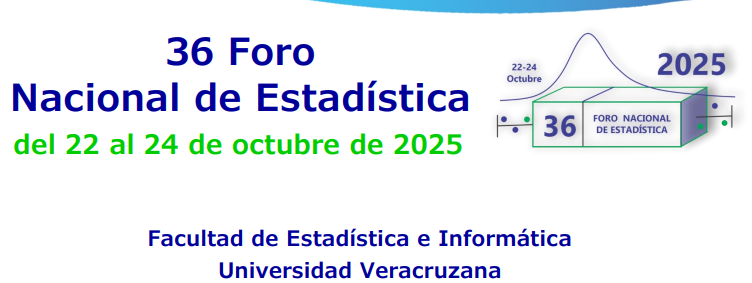 36 Foro
Nacional de Estadística
del 22 al 24 de octubre de 2025
22-24
Octubre
2025
36
FORO NACIONAL
DE ESTADÍSTICA
Facultad de Estadística e Informática
Universidad Veracruzana